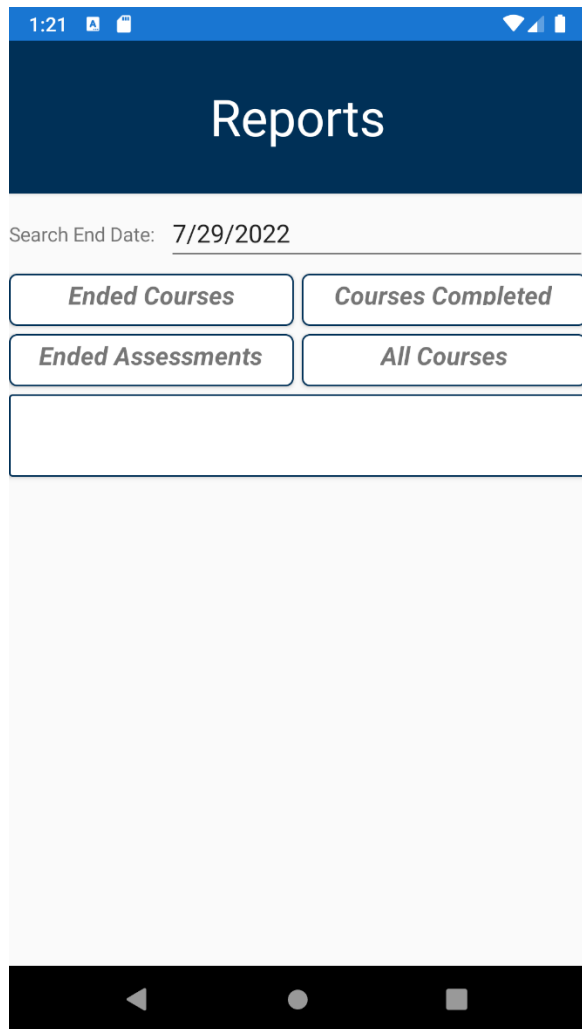 1:21
Reports
Search End Date: 7/29/2022
Ended Courses Courses Completed
Ended Assessments All Courses